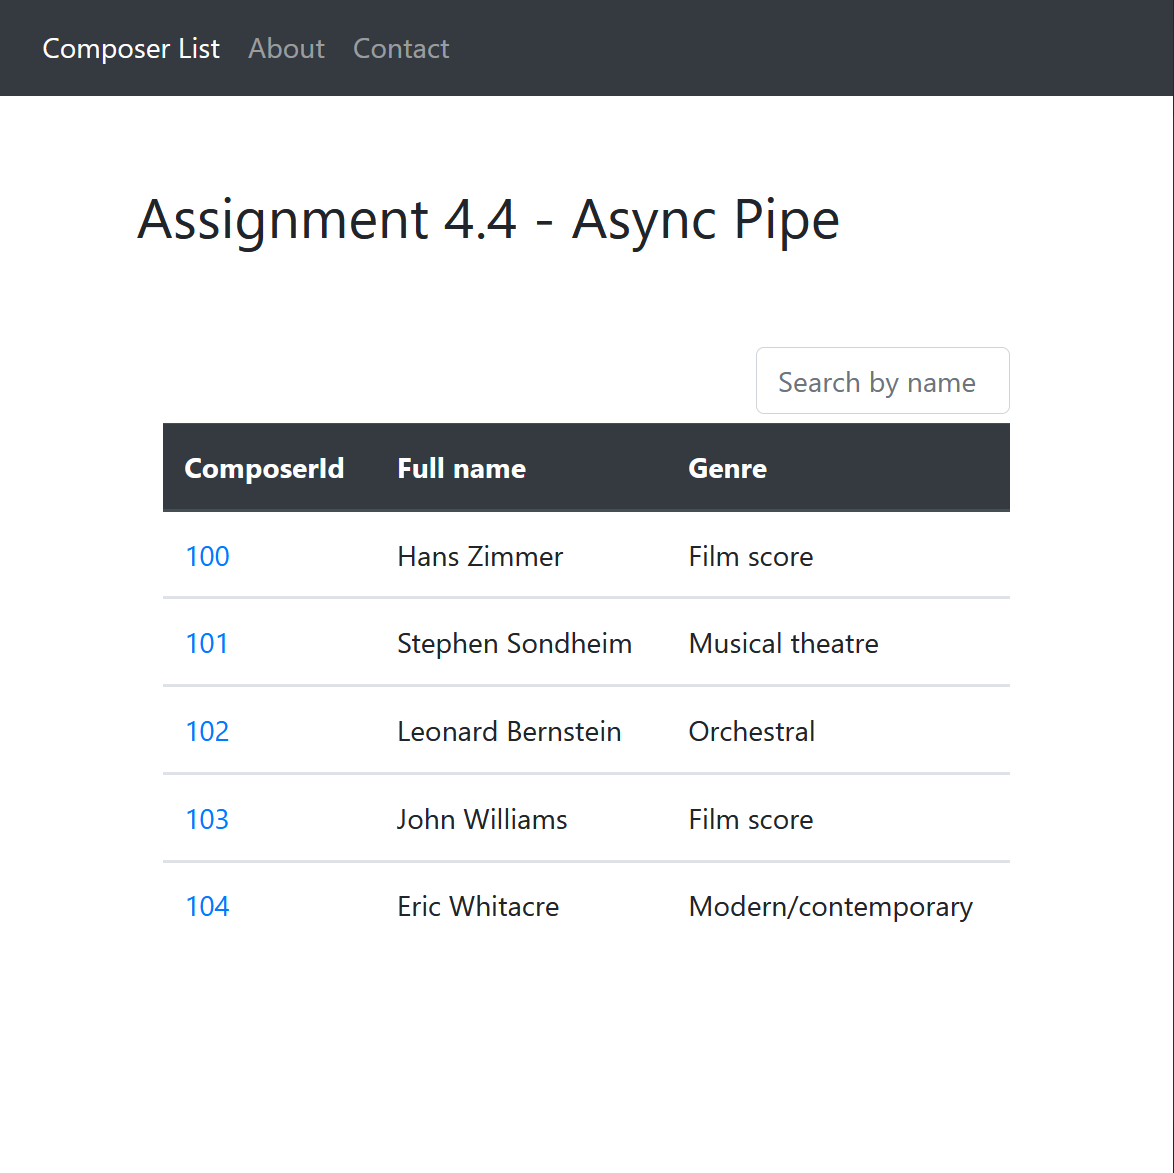 Composer List About Contact
Assignment 4.4 - Async Pipe
Search by name
ComposerId Full name Genre
100 Hans Zimmer Film score
101 Stephen Sondheim Musical theatre
102 Leonard Bernstein Orchestral
103 John Williams Film score
104 Eric Whitacre Modern/contemporary